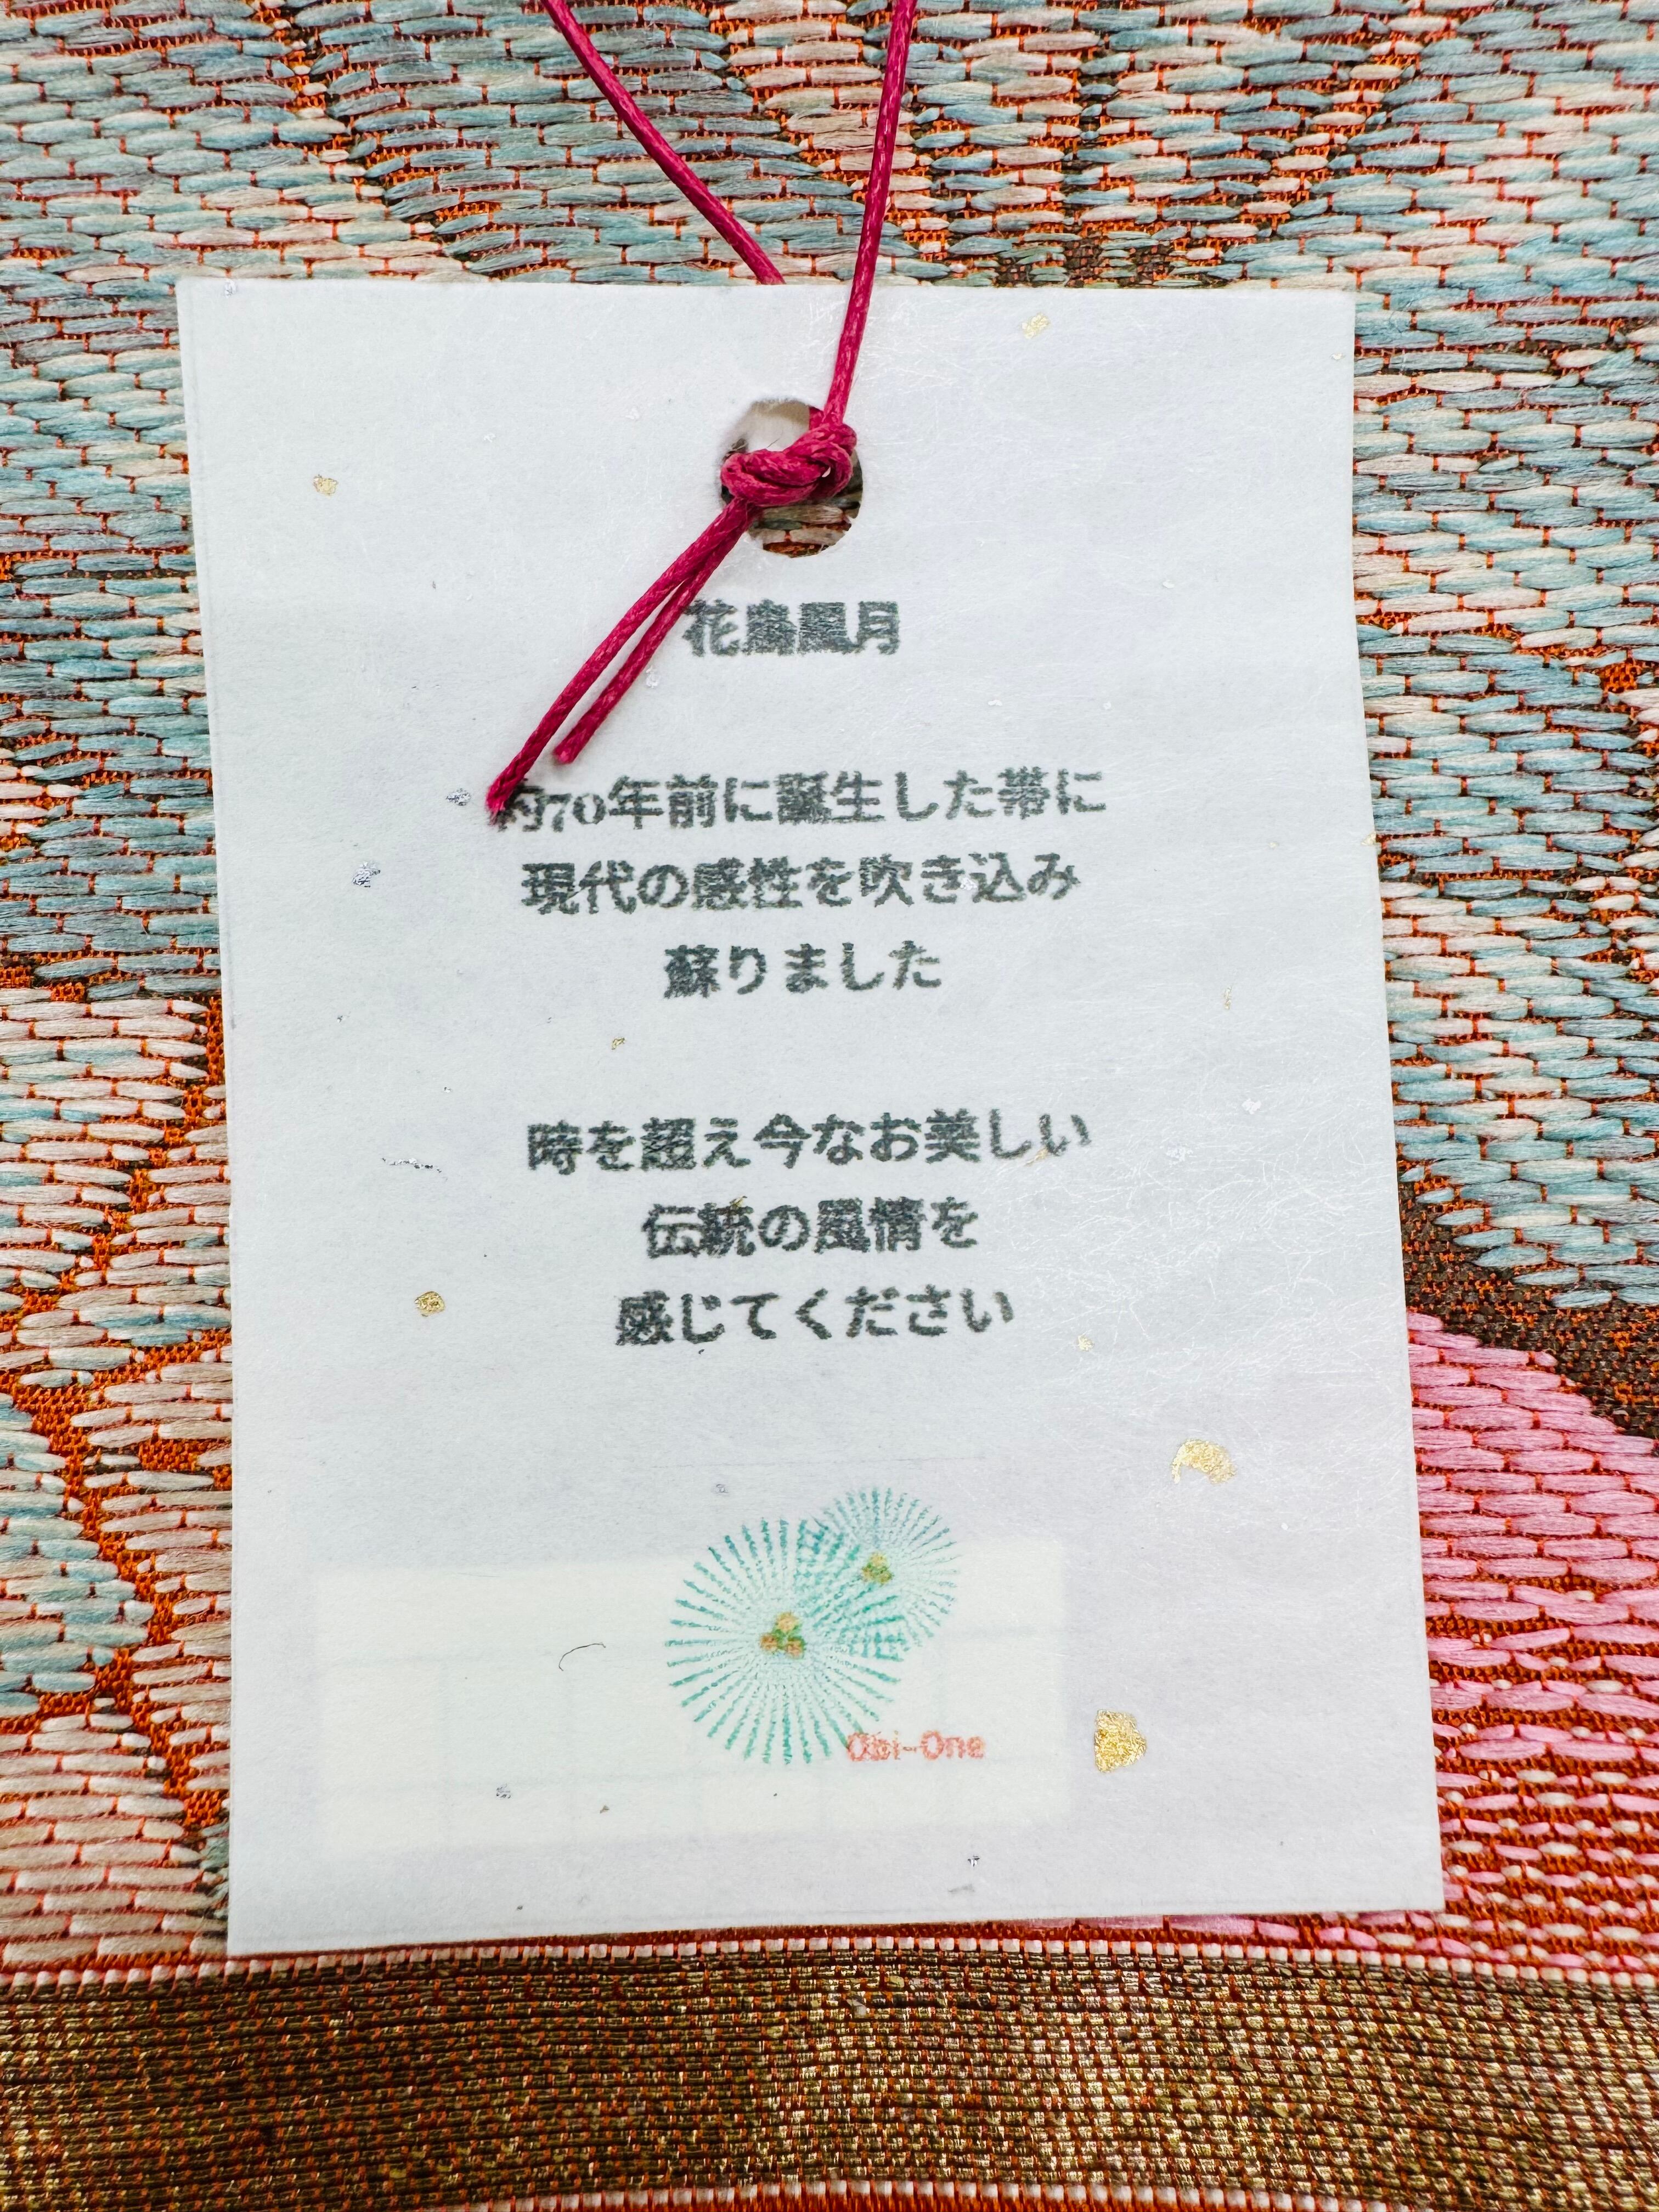 花鳥風月
約70年前に誕生した帯に
現代の感性を吹き込み
蘇りました
時を超え今なお美しい
伝統の風情を
感じてください
Obi-One